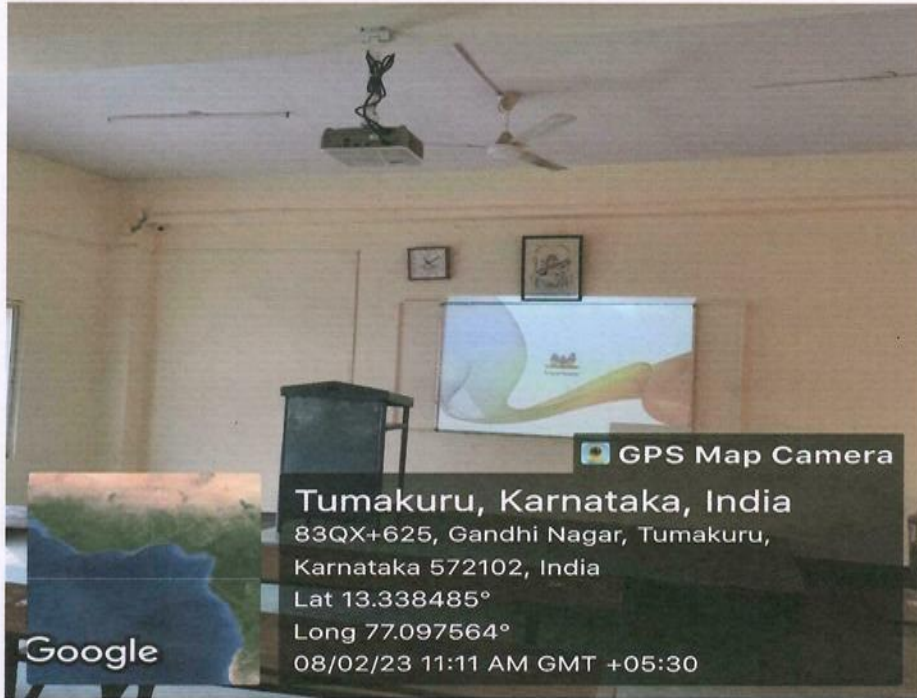 GPS Map Camera
Tumakuru, Karnataka, India
83QX+625, Gandhi Nagar, Tumakuru,
Karnataka 572102, India
Lat 13.338485°
Long 77.097564°
08/02/23 11:11 AM GMT +05:30
Google